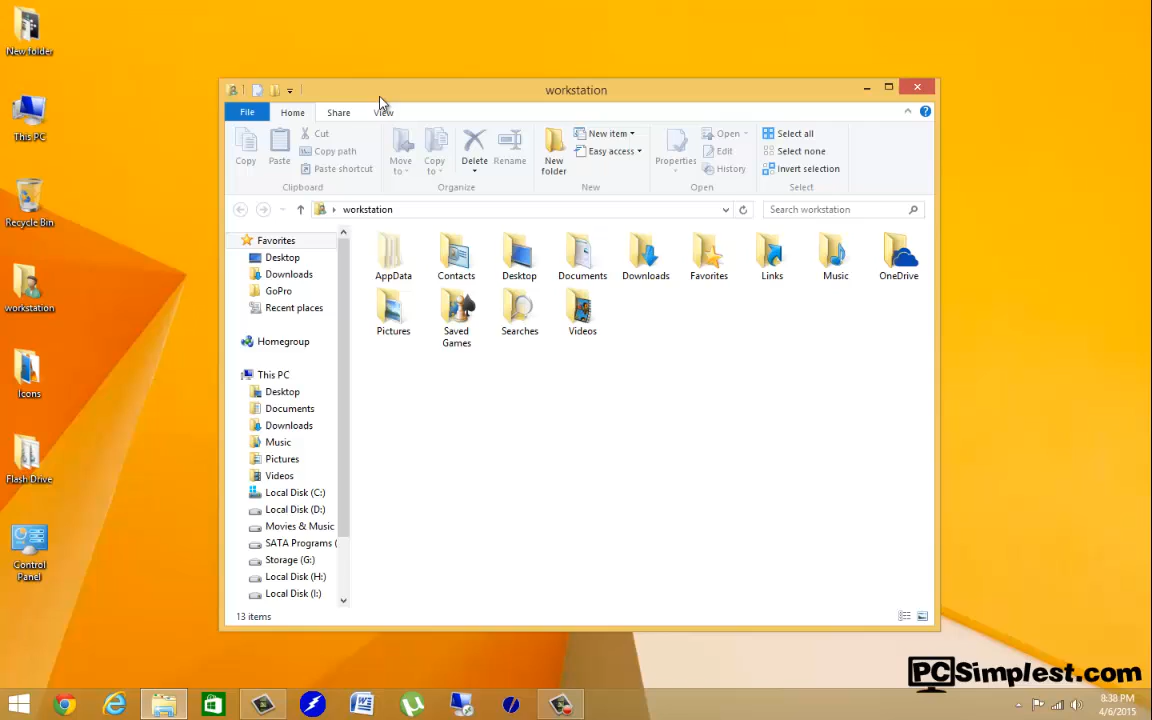 New folder
This PC
Recycle Bin
workstation
Icons
Flash Drive
Control
Panel
workstation
File
Home
Share
View
Copy
Paste
Cut
Copy path
Paste shortcut
Clipboard
Move
to
Copy
to
Delete
Rename
Organize
New
folder
New item
Easy access
New
Properties
Open
Edit
History
Open
Select all
Select none
Invert selection
Select
workstation
Search workstation
Favorites
Desktop
Downloads
GoPro
Recent places
Homegroup
This PC
Desktop
Documents
Downloads
Music
Pictures
Videos
Local Disk (C:)
Local Disk (D:)
Movies & Music
SATA Programs (
Storage (G:)
Local Disk (H:)
Local Disk (I:)
AppData
Contacts
Desktop
Documents
Downloads
Favorites
Links
Music
OneDrive
Pictures
Saved
Games
Searches
Videos
13 items
PCSimplest.com
8:38 PM
4/6/2015